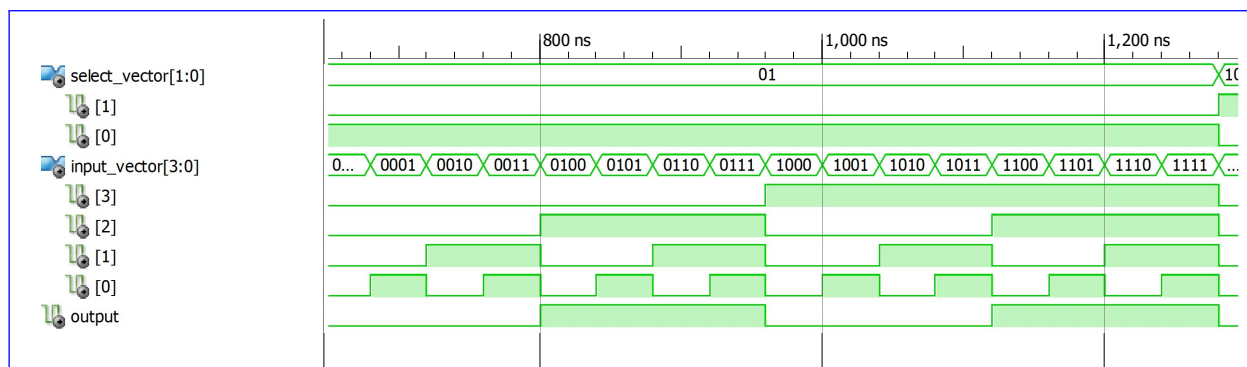 800 ns 1,000 ns 1,200 ns
select_vector[1:0] 01 10
[1]
[0]
input_vector[3:0] 0... 0001 0010 0011 0100 0101 0110 0111 1000 1001 1010 1011 1100 1101 1110 1111 ...
[3]
[2]
[1]
[0]
output